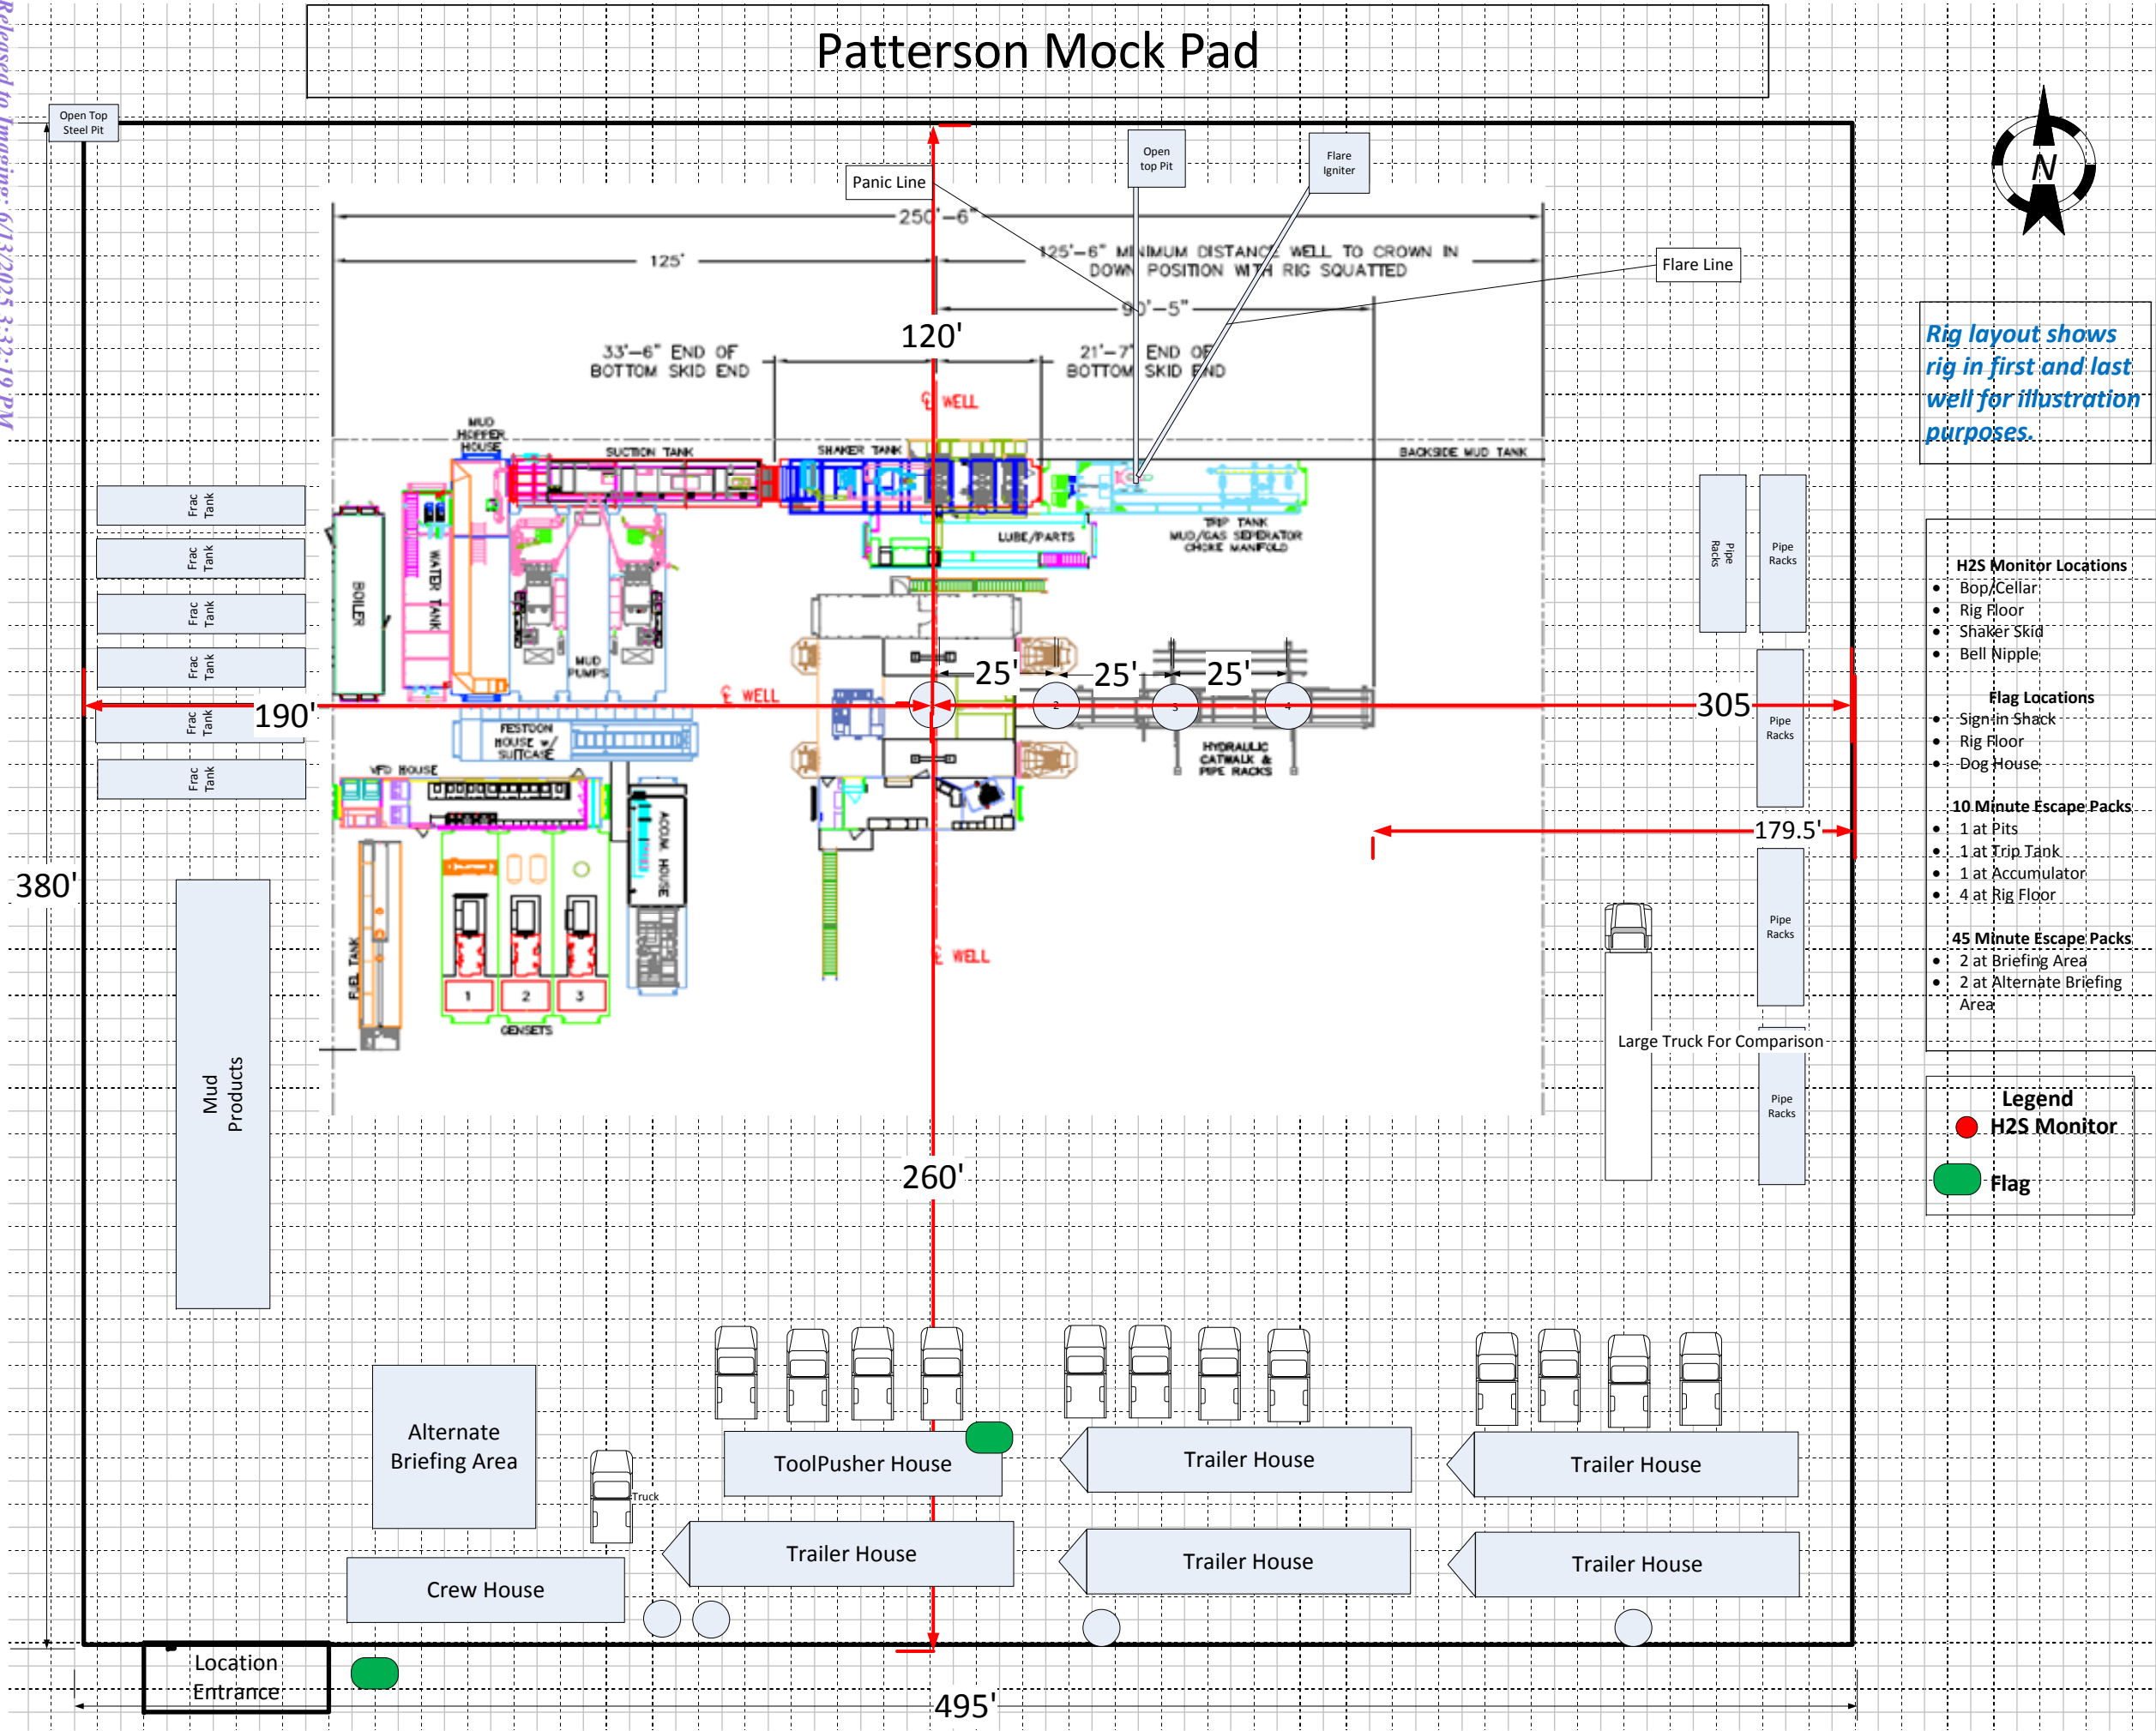 Patterson Mock Pad
Released to Imaging: 6/13/2025 3:32:19 PM
Open Top
Steel Pit
Panic Line
Open
top Pit
Flare
Igniter
Flare Line
N
250'-6"
125'
125'-6" MINIMUM DISTANCE WELL TO CROWN IN
DOWN POSITION WITH RIG SQUATTED
90'-5"
120'
33'-6" END OF
BOTTOM SKID END
21'-7" END OF
BOTTOM SKID END
℄ WELL
Rig layout shows
rig in first and last
well for illustration
purposes.
MUD
HOPPER
HOUSE
SUCTION TANK
SHAKER TANK
BACKSIDE MUD TANK
Frac
Tank
Frac
Tank
Frac
Tank
Frac
Tank
Frac
Tank
Frac
Tank
BOILER
WATER TANK
MUD
PUMPS
LUBE/PARTS
TRIP TANK
MUD/GAS SEPERATOR
CHOKE MANIFOLD
Pipe
Racks
Pipe
Racks
25'
25'
25'
℄ WELL
2
3
4
190'
305
Pipe
Racks
FESTOON
HOUSE w/
SUITCASE
HYDRAULIC
CATWALK &
PIPE RACKS
VFD HOUSE
ACCUM. HOUSE
179.5'
380'
FUEL TANK
1
2
3
GENSETS
℄ WELL
Pipe
Racks
Large Truck For Comparison
Pipe
Racks
Mud
Products
260'
H2S Monitor Locations
• Bop/Cellar
• Rig Floor
• Shaker Skid
• Bell Nipple
Flag Locations
• Sign in Shack
• Rig Floor
• Dog House
10 Minute Escape Packs
• 1 at Pits
• 1 at Trip Tank
• 1 at Accumulator
• 4 at Rig Floor
45 Minute Escape Packs
• 2 at Briefing Area
• 2 at Alternate Briefing
Area
Legend
H2S Monitor
Flag
Alternate
Briefing Area
Truck
ToolPusher House
Trailer House
Trailer House
Crew House
Trailer House
Trailer House
Trailer House
Location
Entrance
495'